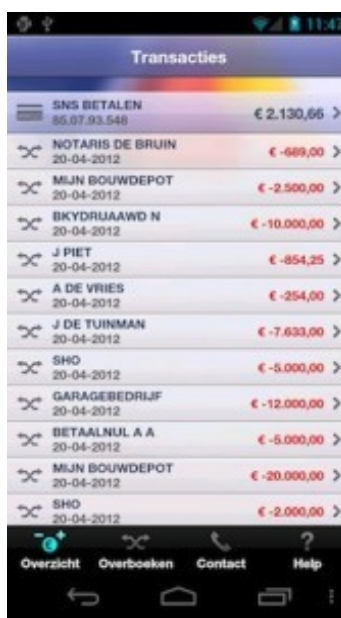 11:47
Transacties
SNS BETALEN
85.07.93.548
€ 2.130,66
NOTARIS DE BRUIN
20-04-2012
€ -689,00
MIJN BOUWDEPOT
20-04-2012
€ -2.500,00
BKYDRUAAWD N
20-04-2012
€ -10.000,00
J PIET
20-04-2012
€ -854,25
A DE VRIES
20-04-2012
€ -254,00
J DE TUINMAN
20-04-2012
€ -7.633,00
SHO
20-04-2012
€ -5.000,00
GARAGEBEDRIJF
20-04-2012
€ -12.000,00
BETAALNUL A A
20-04-2012
€ -5.000,00
MIJN BOUWDEPOT
20-04-2012
€ -20.000,00
SHO
20-04-2012
€ -2.000,00
Overzicht Overboeken Contact Help